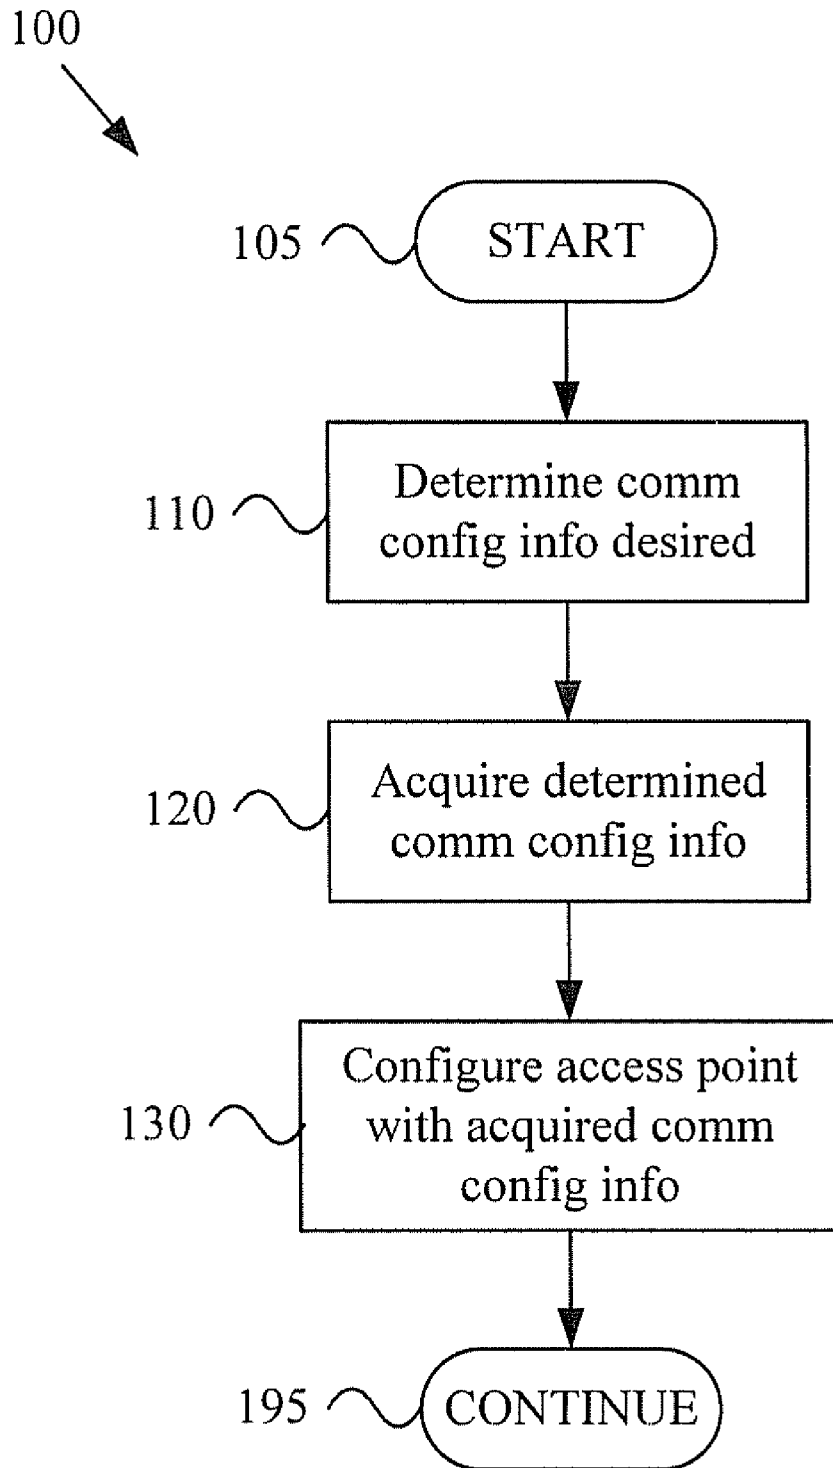 100
105
START
110
Determine comm
config info desired
120
Acquire determined
comm config info
130
Configure access point
with acquired comm
config info
195
CONTINUE